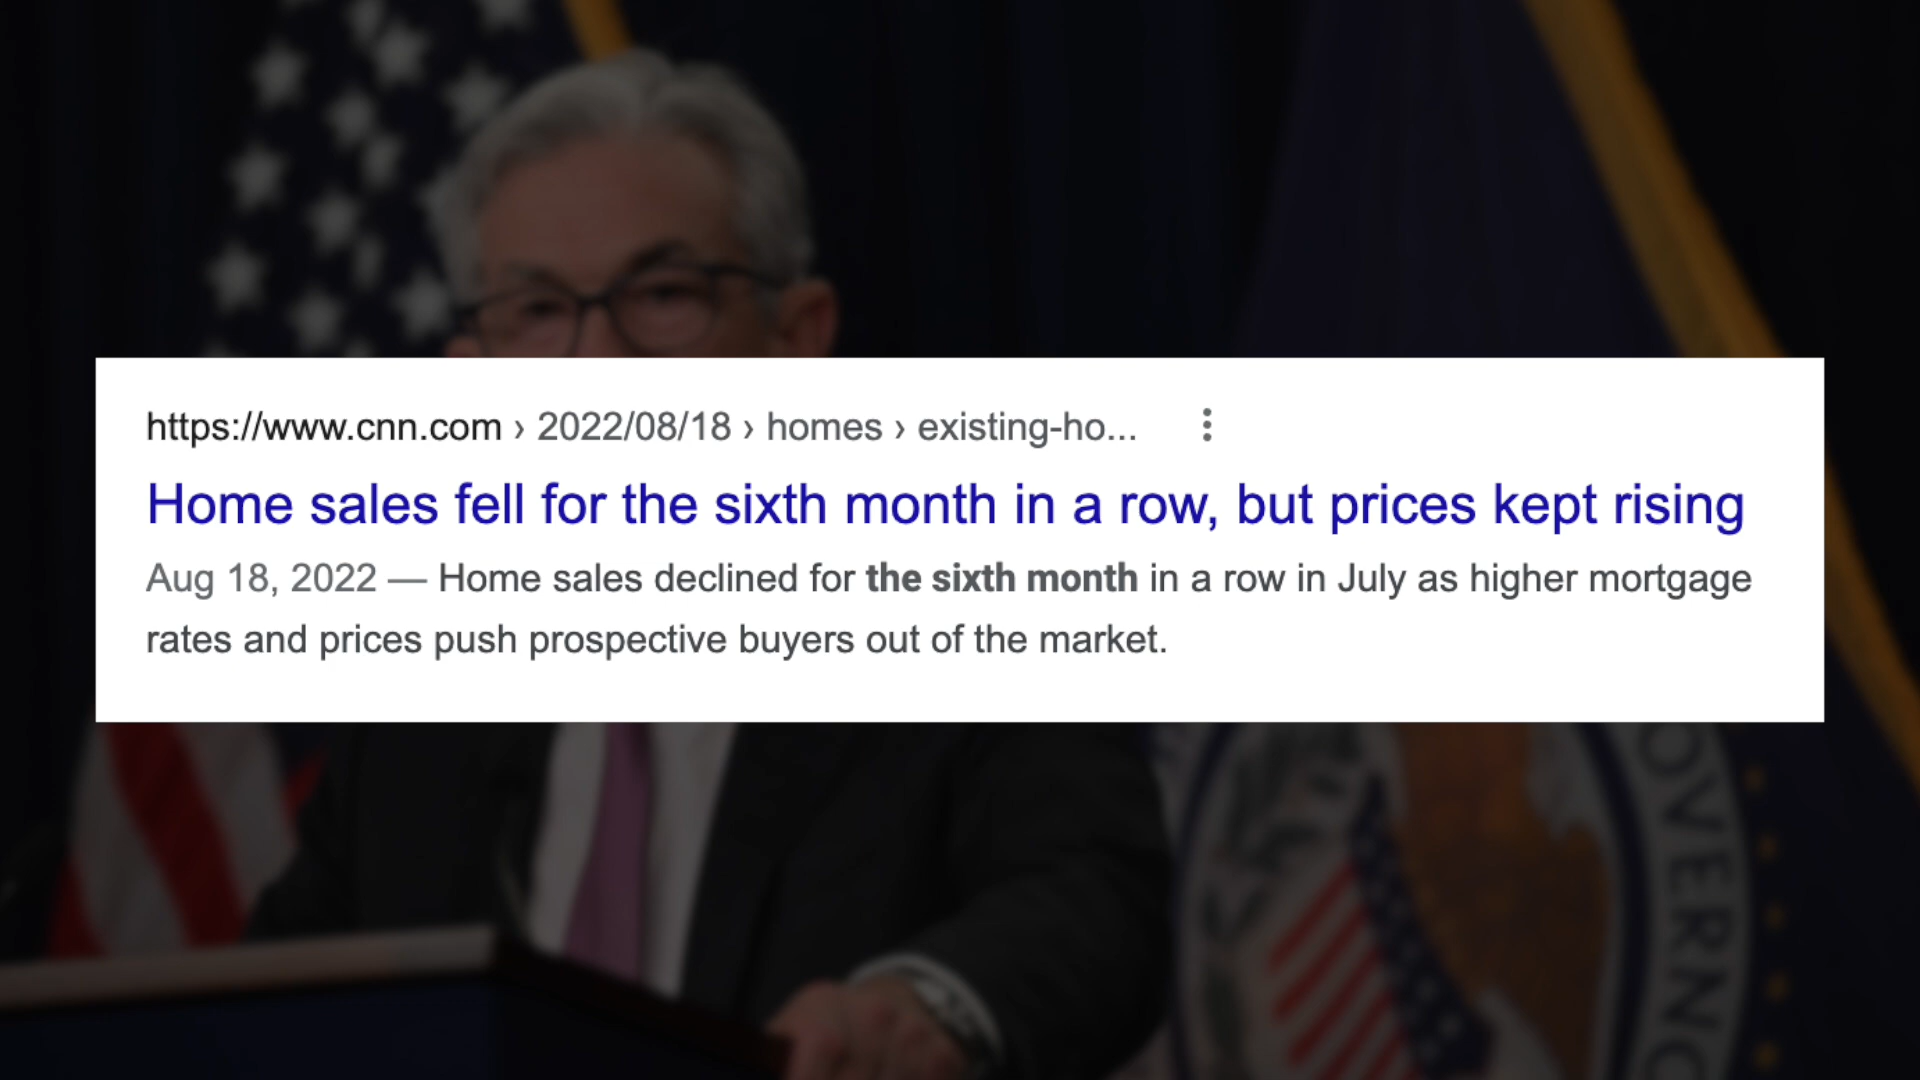 https://www.cnn.com › 2022/08/18 › homes › existing-ho...
Home sales fell for the sixth month in a row, but prices kept rising
Aug 18, 2022 — Home sales declined for the sixth month in a row in July as higher mortgage
rates and prices push prospective buyers out of the market.